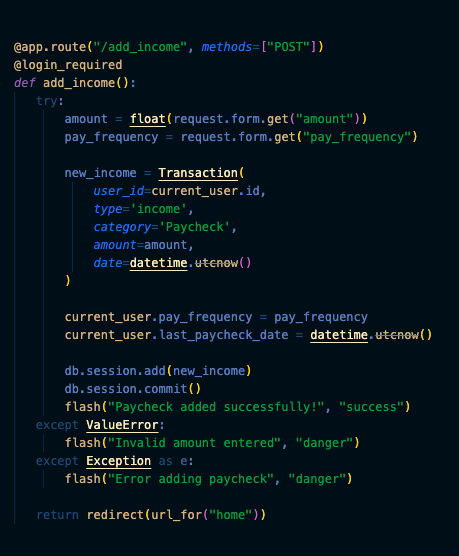 @app.route("/add_income", methods=["POST"])
@login_required
def add_income():
    try:
        amount = float(request.form.get("amount"))
        pay_frequency = request.form.get("pay_frequency")

        new_income = Transaction(
            user_id=current_user.id,
            type='income',
            category='Paycheck',
            amount=amount,
            date=datetime.utcnow()
        )

        current_user.pay_frequency = pay_frequency
        current_user.last_paycheck_date = datetime.utcnow()

        db.session.add(new_income)
        db.session.commit()
        flash("Paycheck added successfully!", "success")
    except ValueError:
        flash("Invalid amount entered", "danger")
    except Exception as e:
        flash("Error adding paycheck", "danger")

    return redirect(url_for("home"))